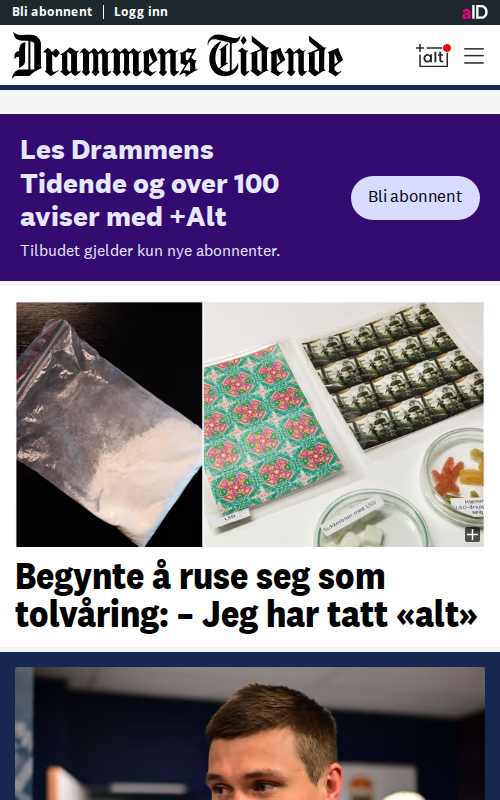 Bli abonnent
Logg inn
aID
Drammens Tidende
+alt
Les Drammens
Tidende og over 100
aviser med +Alt
Bli abonnent
Tilbudet gjelder kun nye abonnenter.
LSD
Sukkerbiter med LSD
Begynte å ruse seg som
tolvåring: – Jeg har tatt «alt»